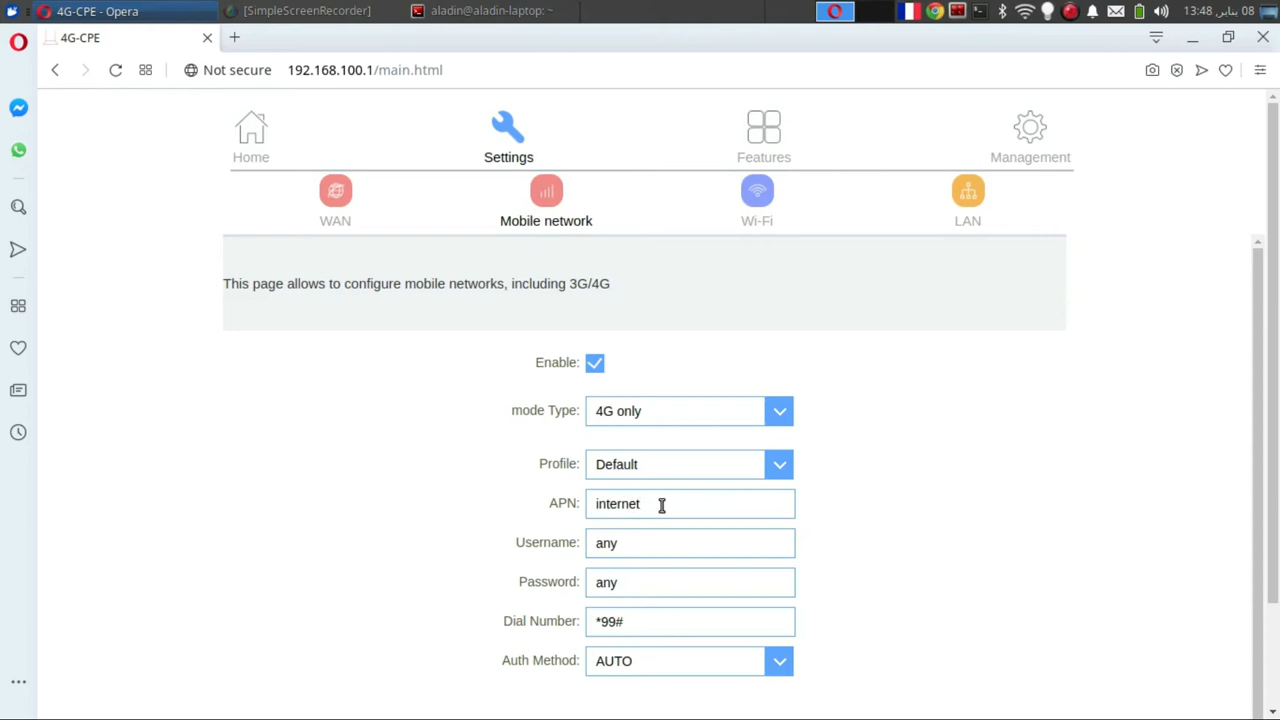 4G-CPE - Opera
[SimpleScreenRecorder]
aladin@aladin-laptop: ~
08 يناير, 13:48
4G-CPE
Not secure
192.168.100.1/main.html
Home
Settings
Features
Management
WAN
Mobile network
Wi-Fi
LAN
This page allows to configure mobile networks, including 3G/4G
Enable:
mode Type: 4G only
Profile: Default
APN: internet
Username: any
Password: any
Dial Number: *99#
Auth Method: AUTO